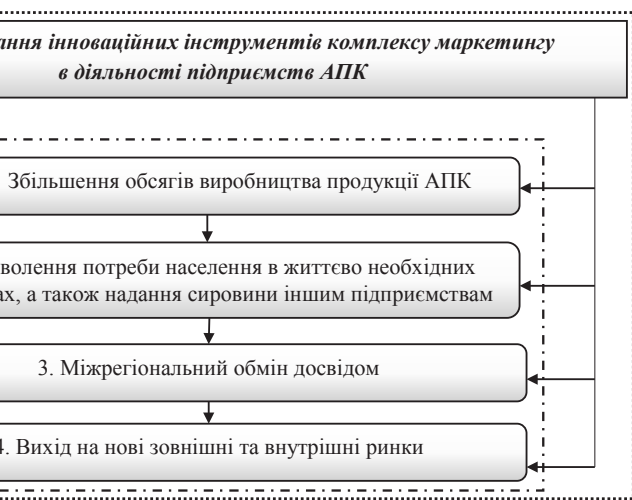 ання інноваційних інструментів комплексу маркетингу
в діяльності підприємств АПК
Збільшення обсягів виробництва продукції АПК
волення потреби населення в життєво необхідних
ах, а також надання сировини іншим підприємствам
3. Міжрегіональний обмін досвідом
4. Вихід на нові зовнішні та внутрішні ринки